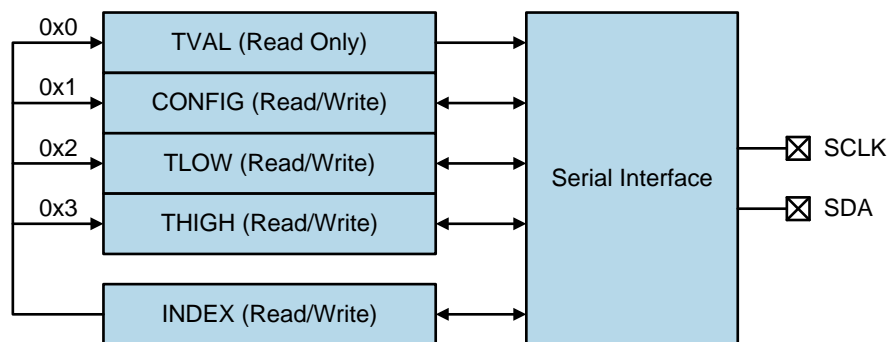 0x0
TVAL (Read Only)
0x1
CONFIG (Read/Write)
0x2
TLOW (Read/Write)
0x3
THIGH (Read/Write)
INDEX (Read/Write)
Serial Interface
SCLK
SDA